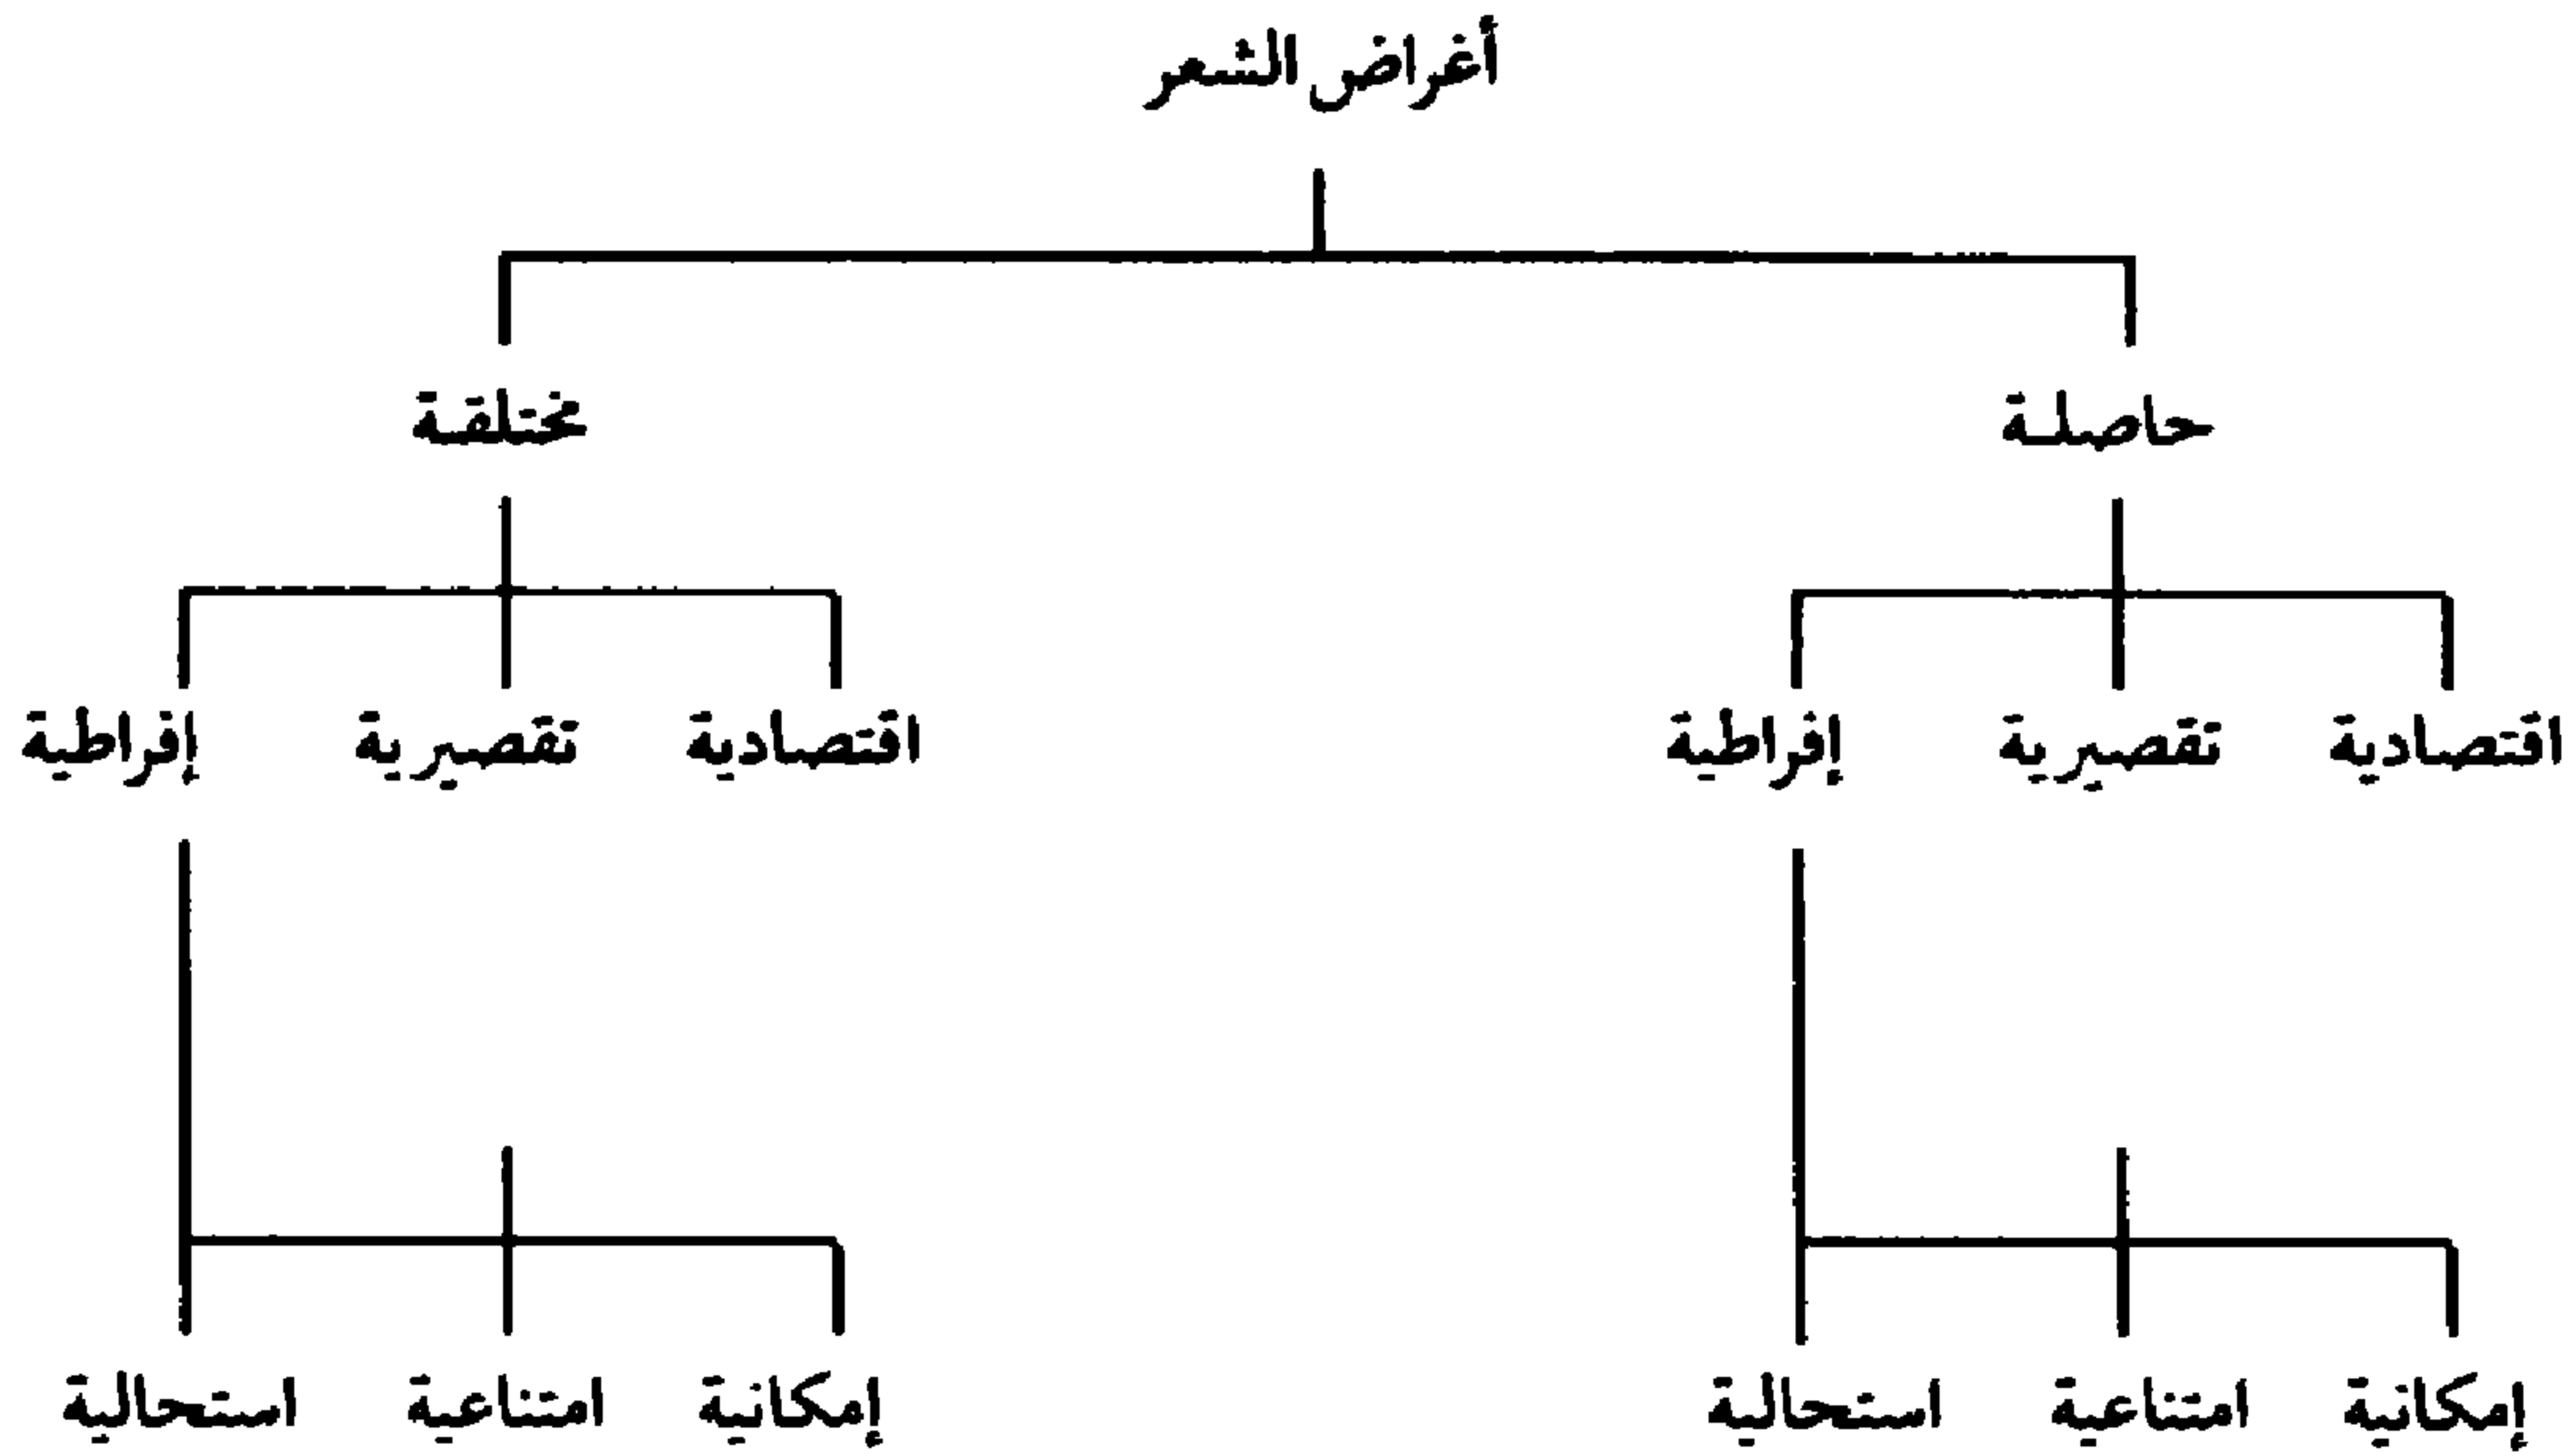 أغراض الشعر
حاصلة مختلقة
اقتصادية تقصيرية إفراطية اقتصادية تقصيرية إفراطية
إمكانية امتناعية استحالية إمكانية امتناعية استحالية